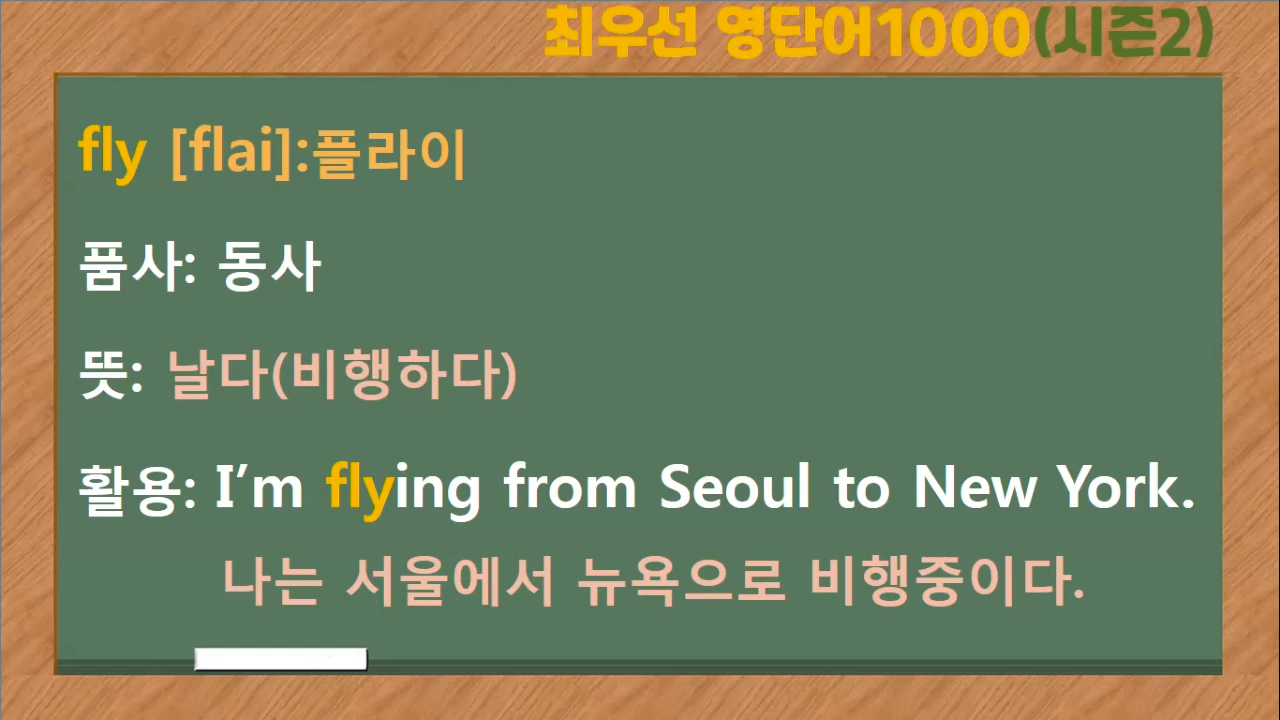 최우선 영단어1000(시즌2)
fly [flai]:플라이
품사: 동사
뜻: 날다(비행하다)
활용: I’m flying from Seoul to New York.
나는 서울에서 뉴욕으로 비행중이다.